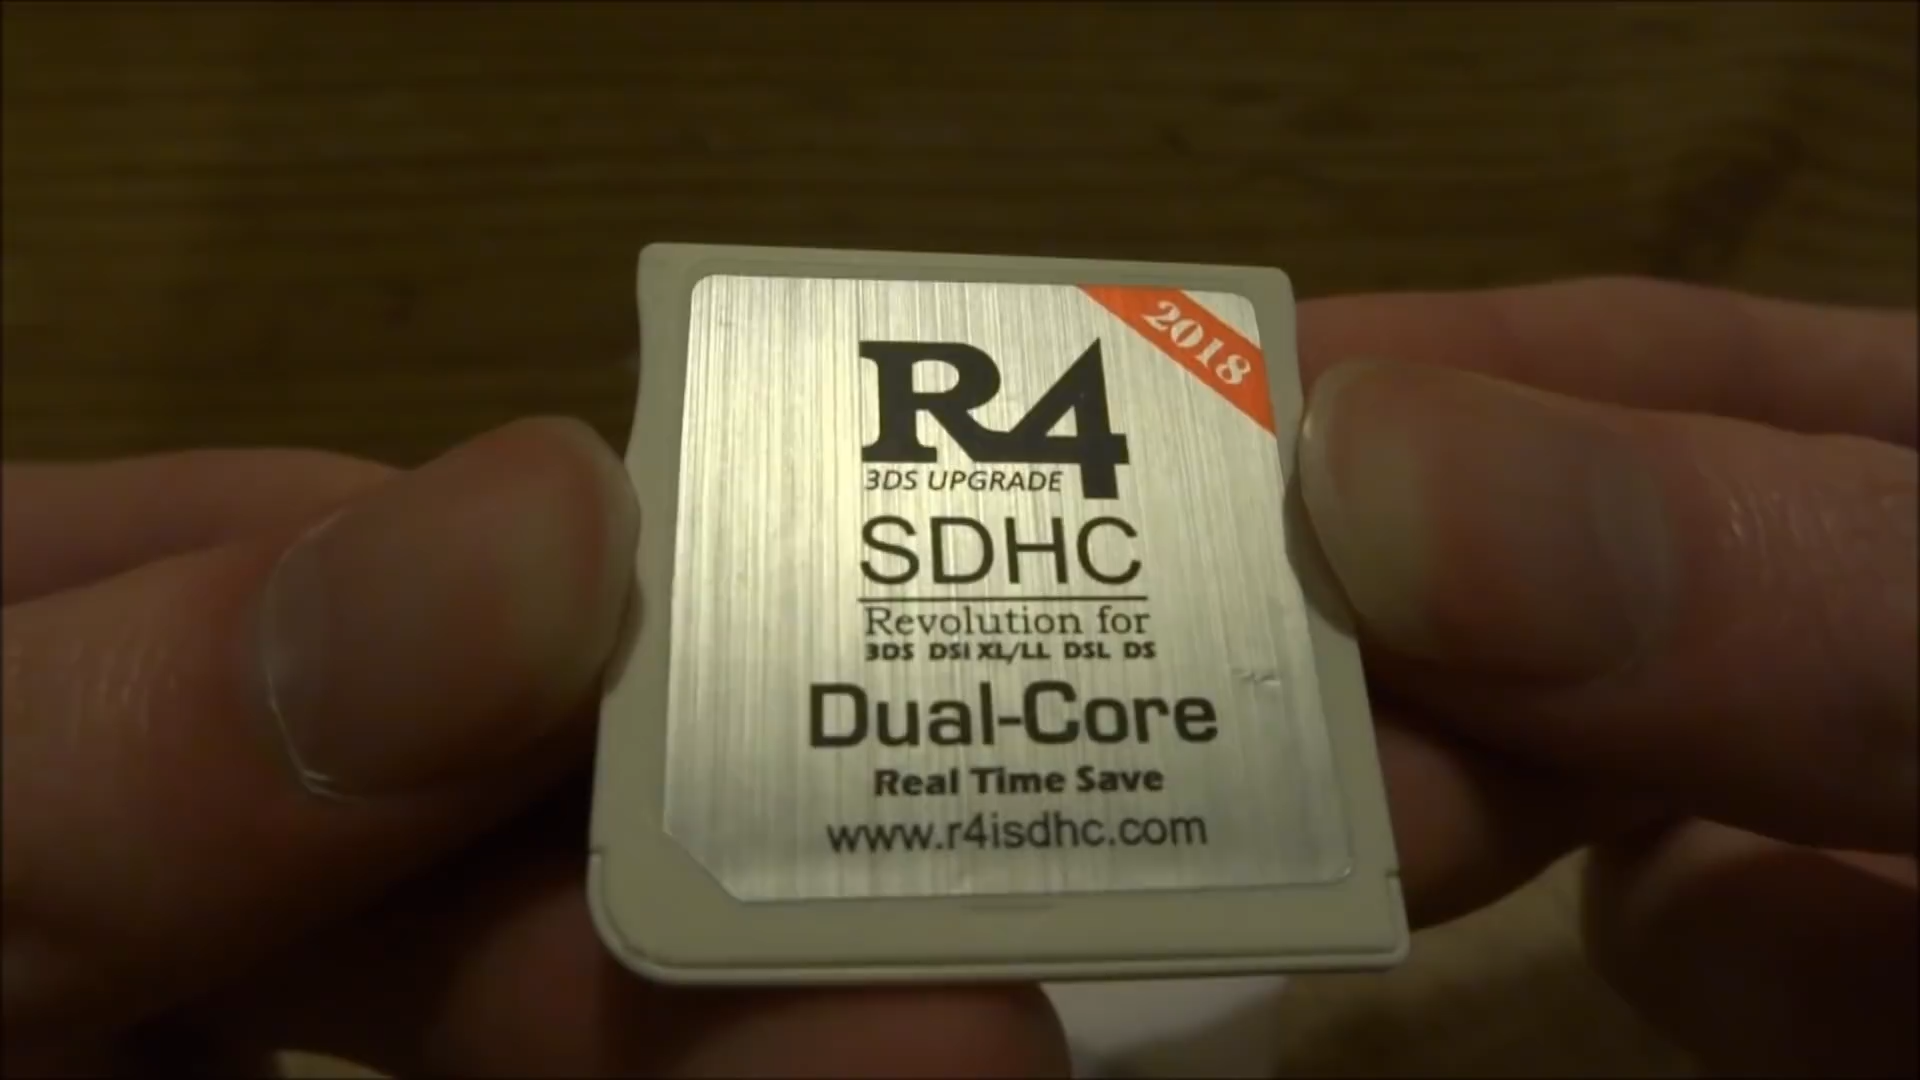 2018
R4
3DS UPGRADE
SDHC
Revolution for
3DS DSi XL/LL DSL DS
Dual-Core
Real Time Save
www.r4isdhc.com